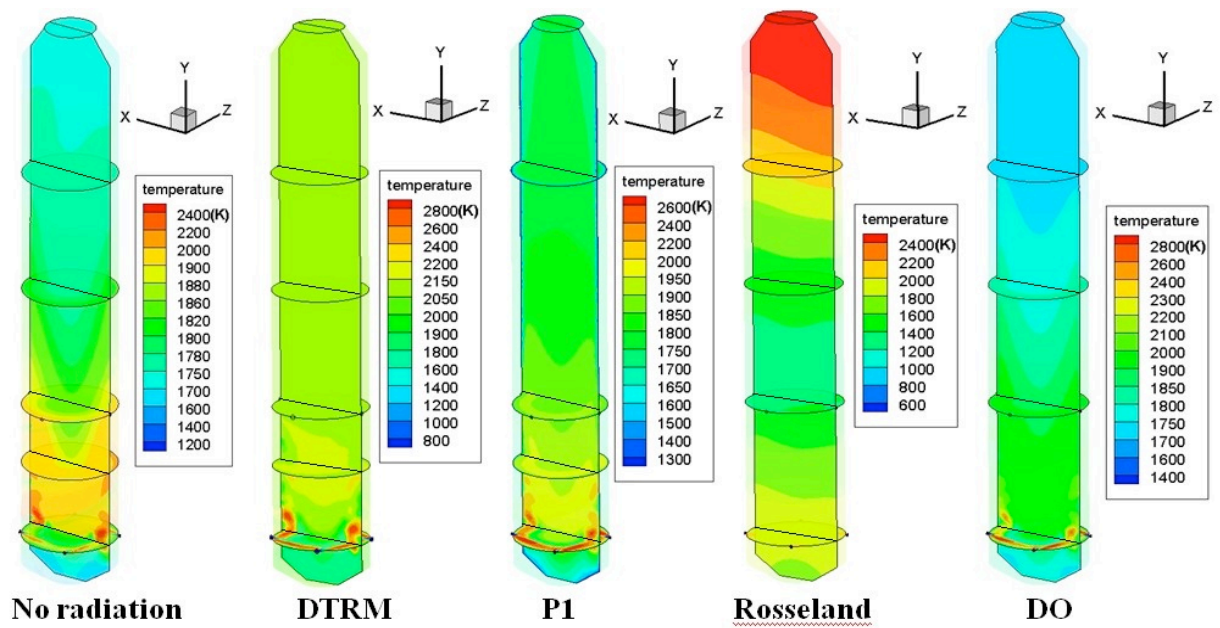 Y
X
Z
temperature
2400(K)
2200
2000
1900
1880
1860
1820
1800
1780
1750
1700
1600
1400
1200
No radiation
Y
X
Z
temperature
2800(K)
2600
2400
2200
2150
2050
2000
1900
1800
1600
1400
1200
1000
800
DTRM
Y
X
Z
temperature
2600(K)
2400
2200
2000
1950
1900
1850
1800
1750
1700
1650
1600
1500
1400
1300
P1
Y
X
Z
temperature
2400(K)
2200
2000
1800
1600
1400
1200
1000
800
600
Rosseland
Y
X
Z
temperature
2800(K)
2600
2400
2300
2200
2100
2000
1900
1850
1800
1700
1600
1400
DO